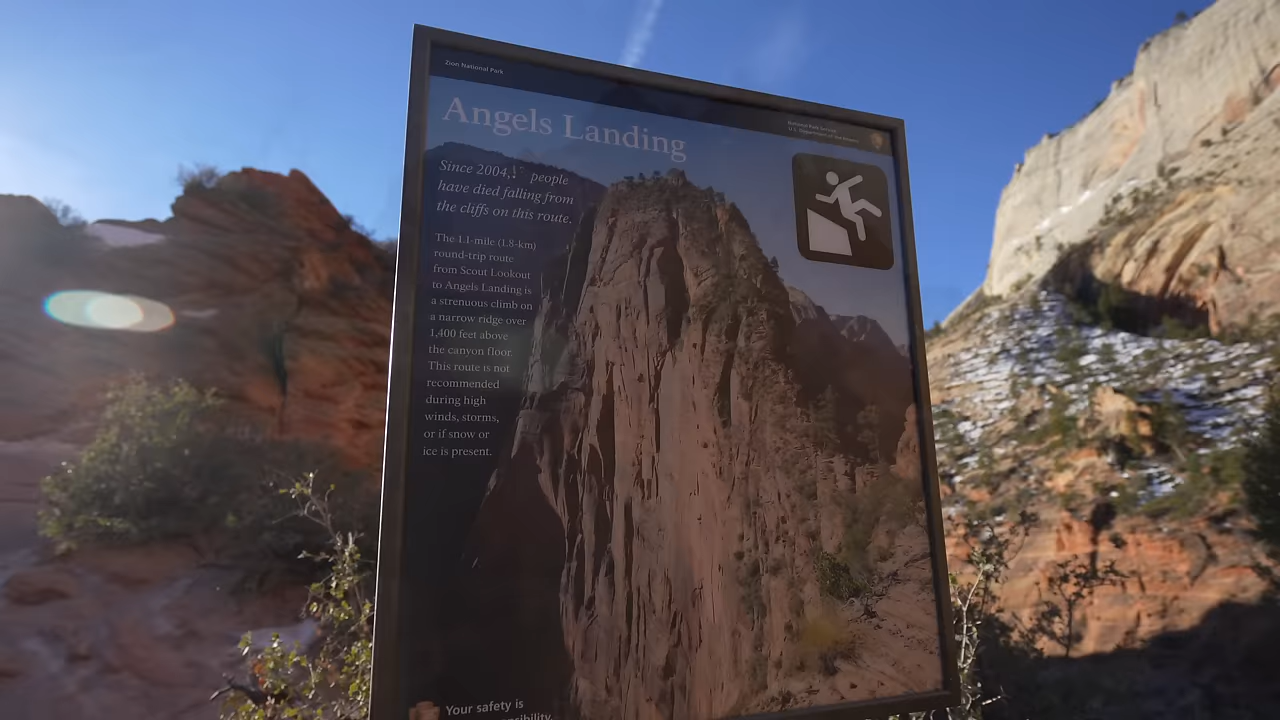 Zion National Park
National Park Service
U.S. Department of the Interior
Angels Landing
Since 2004, people
have died falling from
the cliffs on this route.
The 1.1-mile (1.8-km)
round-trip route
from Scout Lookout
to Angels Landing is
a strenuous climb on
a narrow ridge over
1,400 feet above
the canyon floor.
This route is not
recommended
during high
winds, storms,
or if snow or
ice is present.
Your safety is